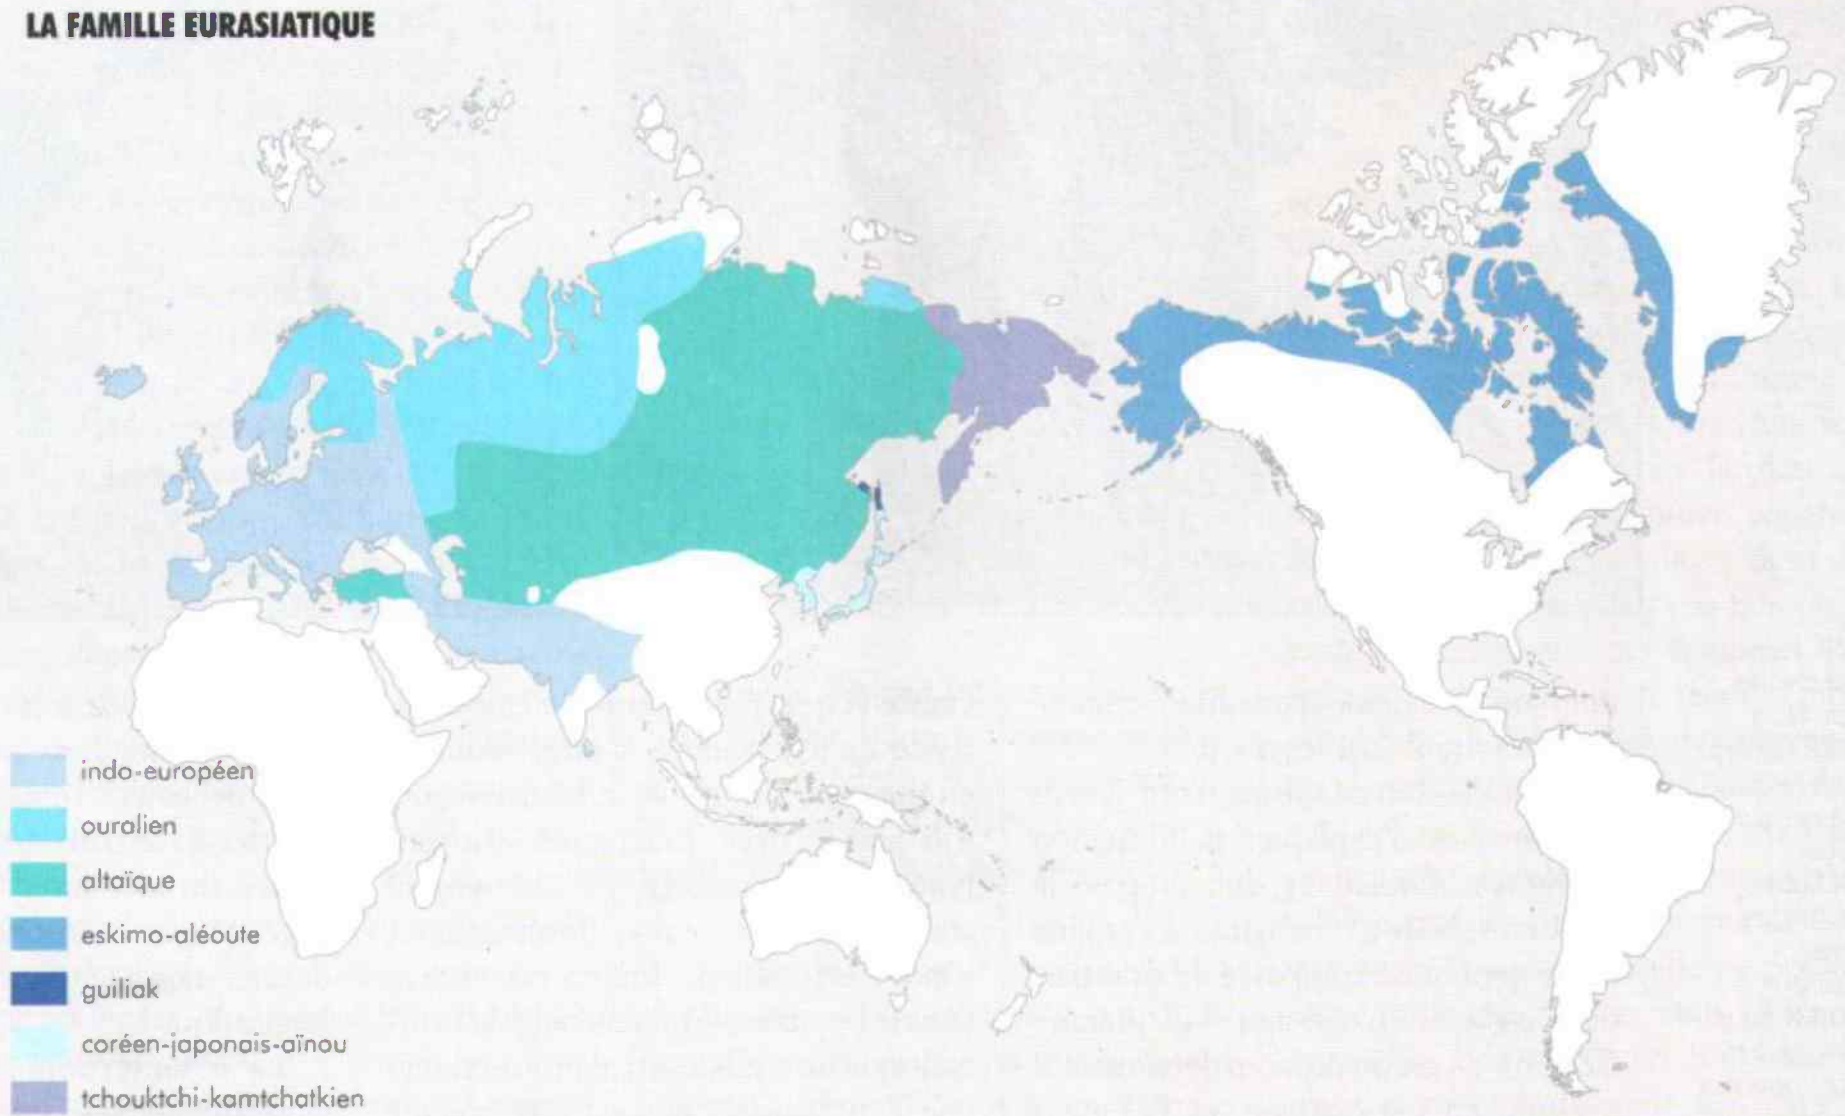 LA FAMILLE EURASIATIQUE
indo-européen
ouralien
altaïque
eskimo-aléoute
guiliak
coréen-japonais-aïnou
tchouktchi-kamtchatkien